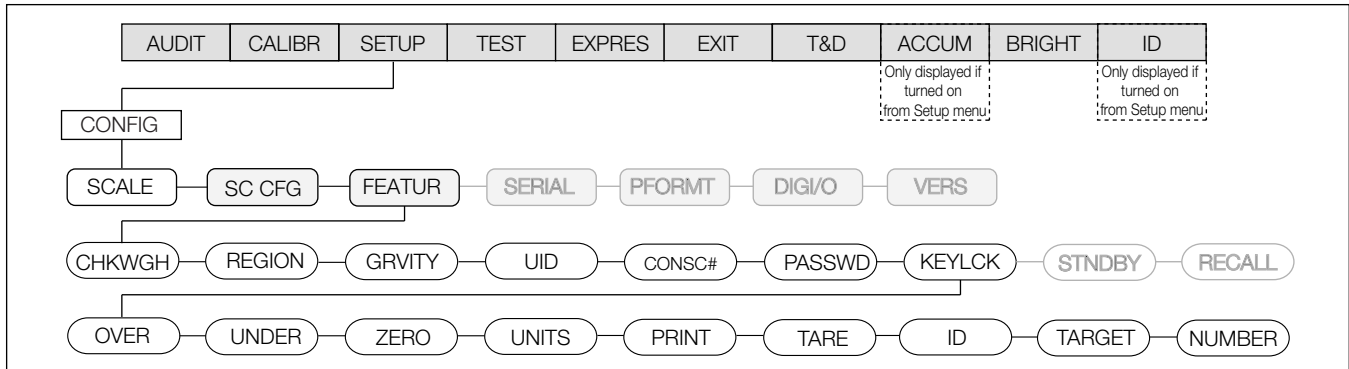 AUDIT CALIBR SETUP TEST EXPRES EXIT T&D ACCUM BRIGHT ID
Only displayed if turned on from Setup menu
Only displayed if turned on from Setup menu
CONFIG
SCALE SC CFG FEATUR SERIAL PFORMT DIGI/O VERS
CHKWGH REGION GRVITY UID CONSC# PASSWD KEYLCK STNDBY RECALL
OVER UNDER ZERO UNITS PRINT TARE ID TARGET NUMBER